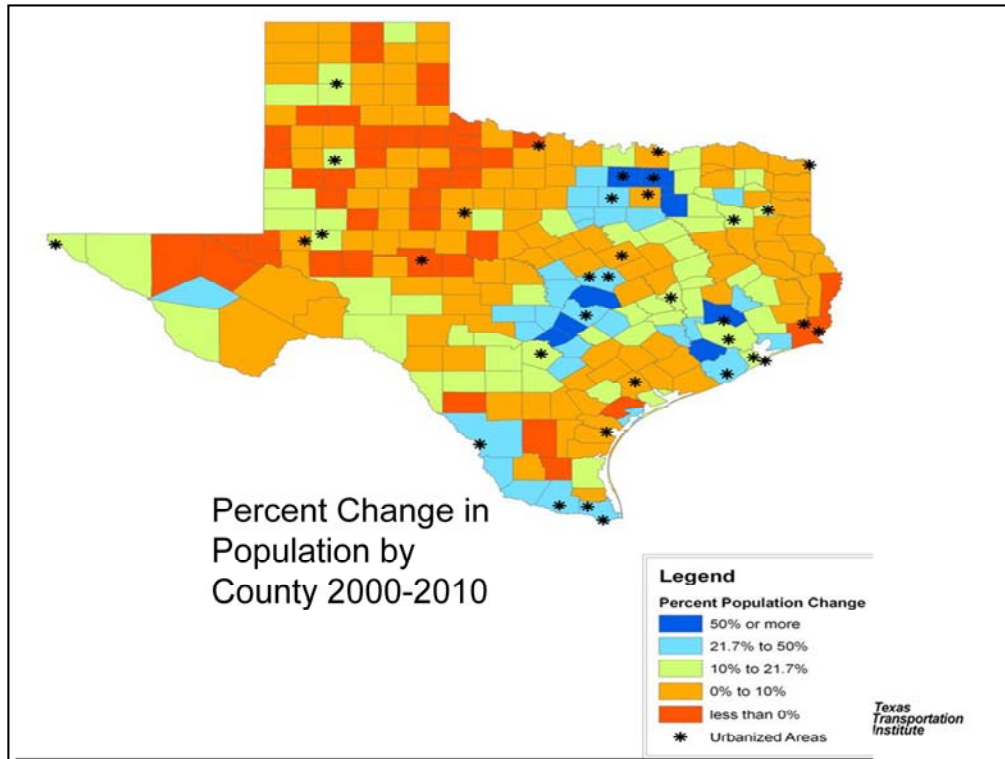 Percent Change in
Population by
County 2000-2010
Legend
Percent Population Change
50% or more
21.7% to 50%
10% to 21.7%
0% to 10%
less than 0%
Urbanized Areas
Texas
Transportation
Institute